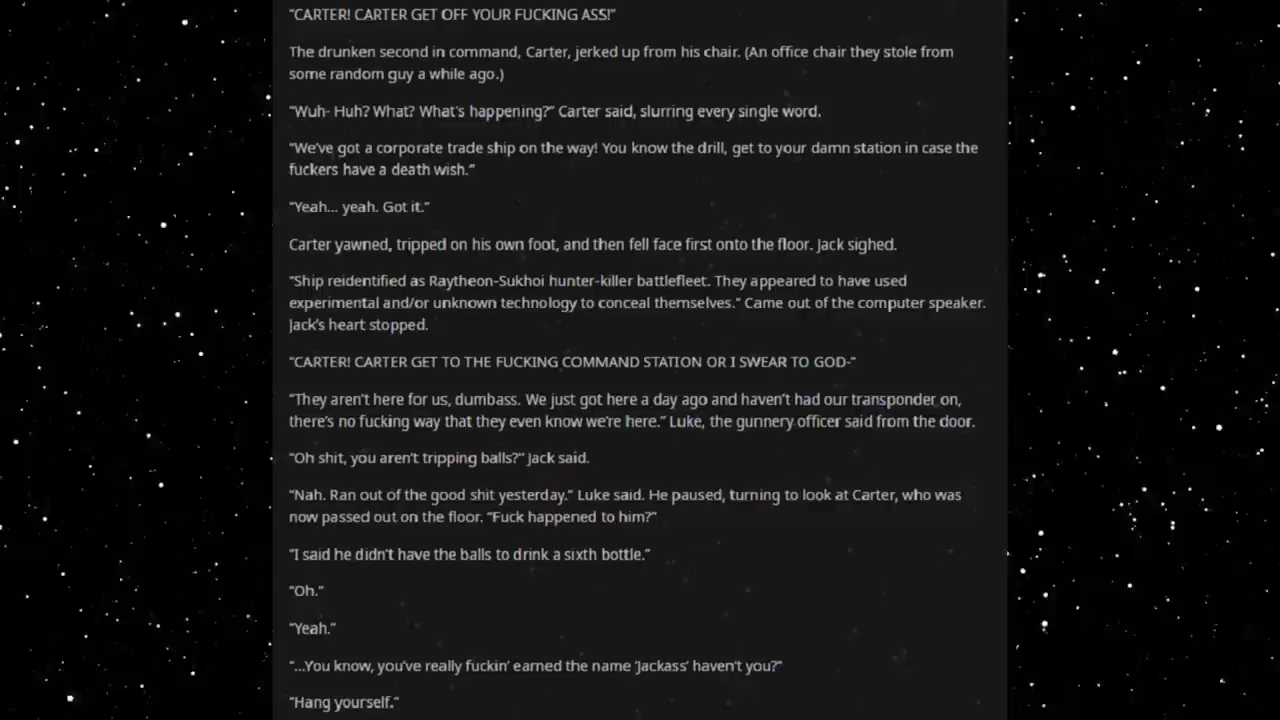 “CARTER! CARTER GET OFF YOUR FUCKING ASS!”
The drunken second in command, Carter, jerked up from his chair. (An office chair they stole from
some random guy a while ago.)
“Wuh- Huh? What? What’s happening?” Carter said, slurring every single word.
“We’ve got a corporate trade ship on the way! You know the drill, get to your damn station in case the
fuckers have a death wish.”
“Yeah... yeah. Got it.”
Carter yawned, tripped on his own foot, and then fell face first onto the floor. Jack sighed.
“Ship reidentified as Raytheon-Sukhoi hunter-killer battlefleet. They appeared to have used
experimental and/or unknown technology to conceal themselves.” Came out of the computer speaker.
Jack’s heart stopped.
“CARTER! CARTER GET TO THE FUCKING COMMAND STATION OR I SWEAR TO GOD-”
“They aren’t here for us, dumbass. We just got here a day ago and haven’t had our transponder on,
there’s no fucking way that they even know we’re here.” Luke, the gunnery officer said from the door.
“Oh shit, you aren’t tripping balls?” Jack said.
“Nah. Ran out of the good shit yesterday.” Luke said. He paused, turning to look at Carter, who was
now passed out on the floor. “Fuck happened to him?”
“I said he didn’t have the balls to drink a sixth bottle.”
“Oh.”
“Yeah.”
“...You know, you’ve really fuckin’ earned the name ‘Jackass’ haven’t you?”
“Hang yourself.”